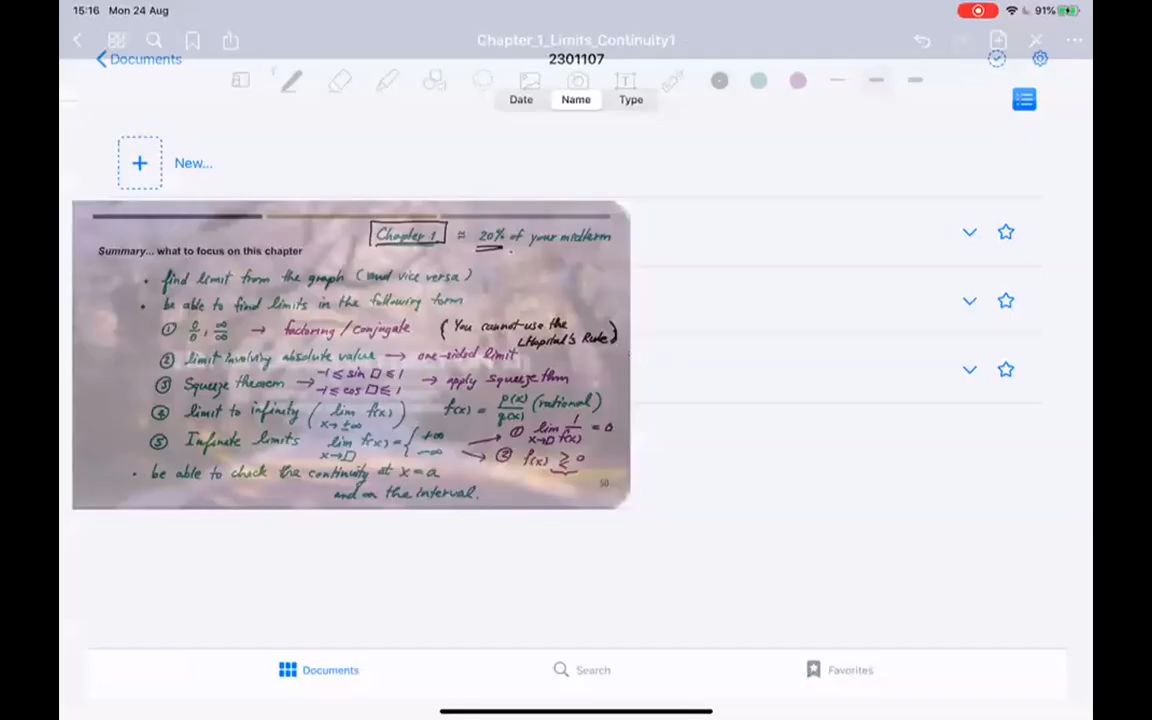 15:16 Mon 24 Aug
91%
Chapter_1_Limits_Continuity1
Documents
2301107
Date Name Type
New...
Chapter 1 ≈ 20% of your midterm
Summary... what to focus on this chapter
• find limit from the graph (and vice versa)
• be able to find limits in the following form
① 0/0, ∞/∞ → factoring/conjugate (You cannot use the LHopital's Rule)
② limit involving absolute value → one-sided limit
③ Squeeze theorem → -1 ≤ sin □ ≤ 1 -1 ≤ cos □ ≤ 1 → apply squeeze thm
④ limit to infinity (lim x→±∞ f(x)) f(x) = p(x)/q(x) (rational)
⑤ Infinite limits lim x→□ f(x) = { +∞ -∞ → ① lim x→□ 1/f(x) = 0
→ ② f(x) ≷ 0
• be able to check the continuity at x = a
and on the interval.
50
Documents Search Favorites